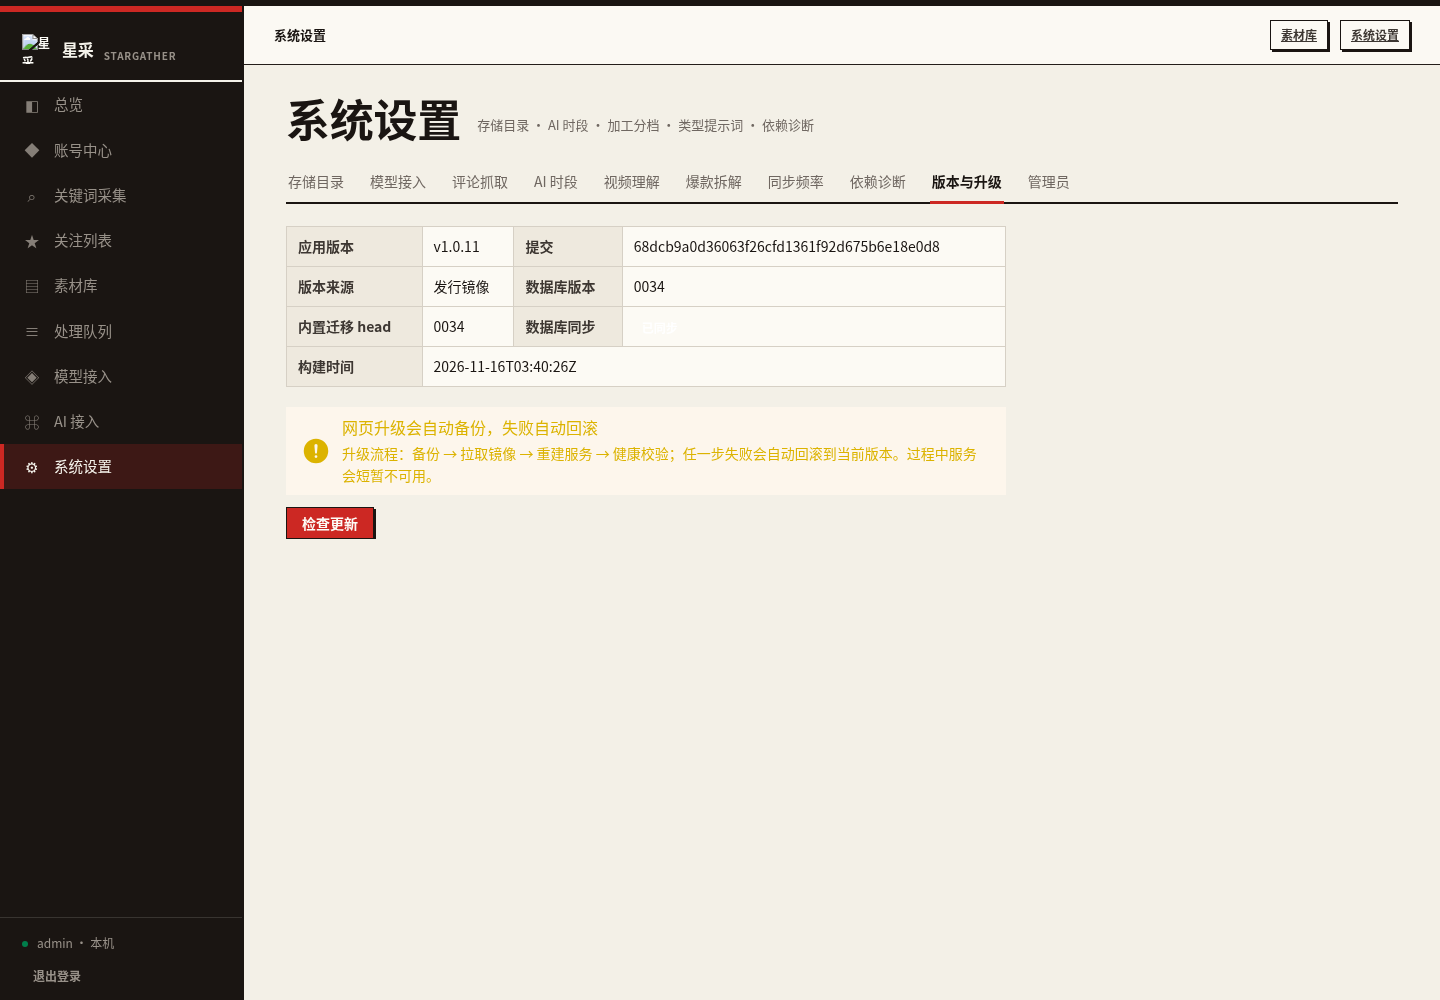 星采
星采 STARGATHER
总览
账号中心
关键词采集
关注列表
素材库
处理队列
模型接入
AI 接入
系统设置
admin · 本机
退出登录
系统设置
素材库
系统设置
系统设置
存储目录 · AI 时段 · 加工分档 · 类型提示词 · 依赖诊断
存储目录 模型接入 评论抓取 AI 时段 视频理解 爆款拆解 同步频率 依赖诊断 版本与升级 管理员
应用版本 v1.0.11 提交 68dcb9a0d36063f26cfd1361f92d675b6e18e0d8
版本来源 发行镜像 数据库版本 0034
内置迁移 head 0034 数据库同步
构建时间 2026-11-16T03:40:26Z
网页升级会自动备份，失败自动回滚
升级流程：备份 → 拉取镜像 → 重建服务 → 健康校验；任一步失败会自动回滚到当前版本。过程中服务
会短暂不可用。
检查更新